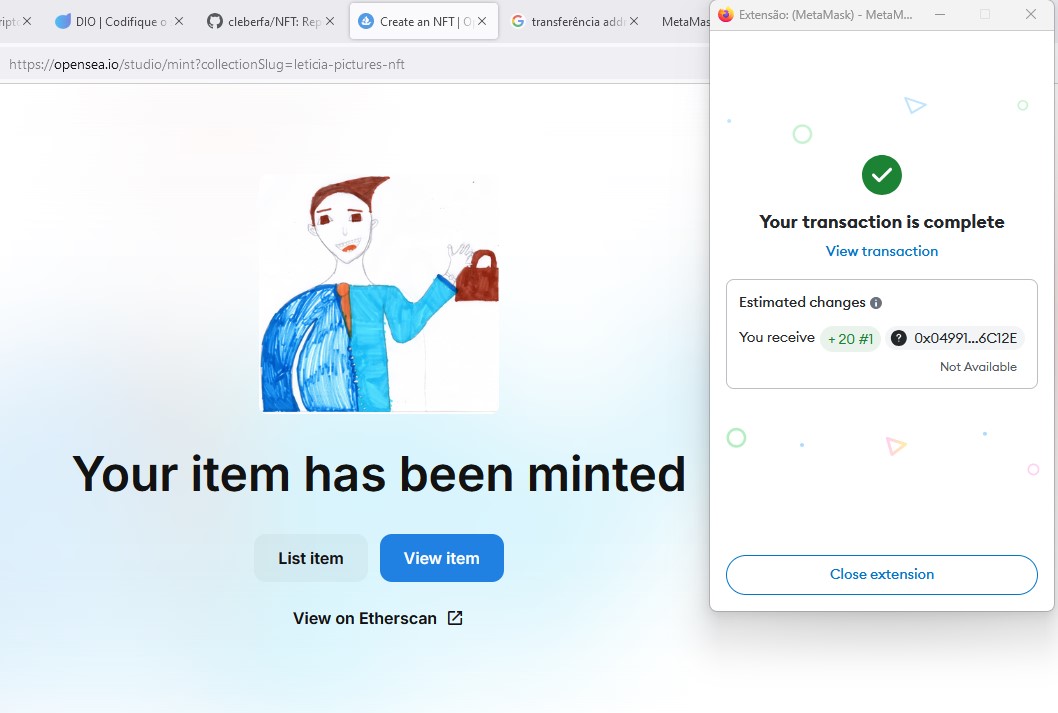 DIO | Codifique o
cleberfa/NFT: Rep
Create an NFT | O
transferência addr
MetaMas
https://opensea.io/studio/mint?collectionSlug=leticia-pictures-nft
Your item has been minted
List item
View item
View on Etherscan
Extensão: (MetaMask) - MetaM...
Your transaction is complete
View transaction
Estimated changes
You receive + 20 #1 ? 0x04991...6C12E
Not Available
Close extension